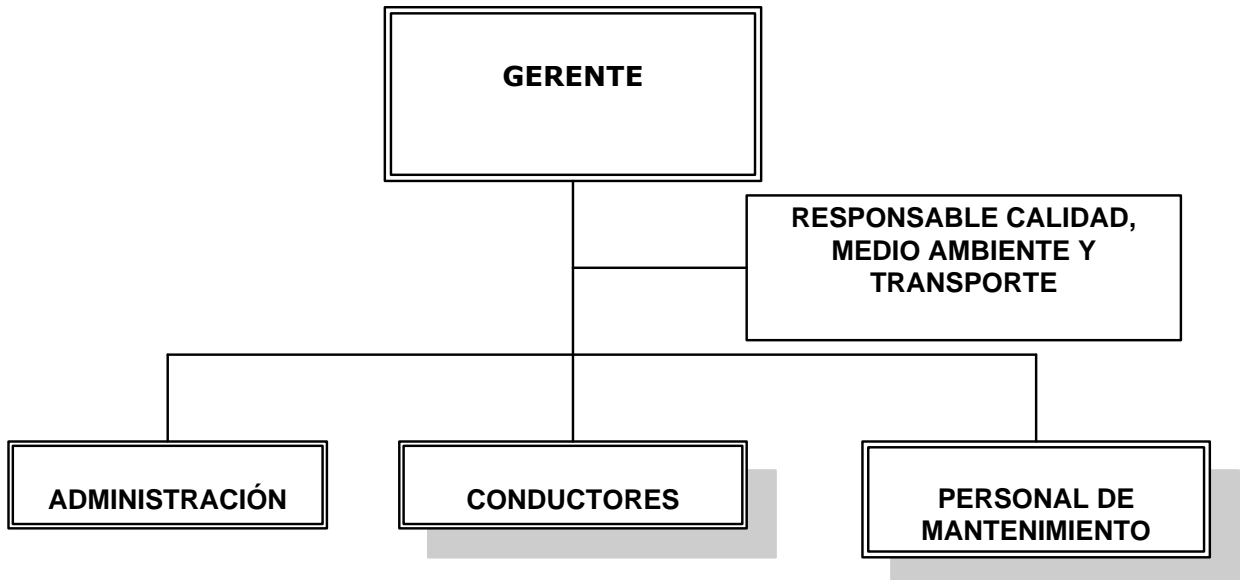 GERENTE
RESPONSABLE CALIDAD,
MEDIO AMBIENTE Y
TRANSPORTE
ADMINISTRACIÓN
CONDUCTORES
PERSONAL DE
MANTENIMIENTO